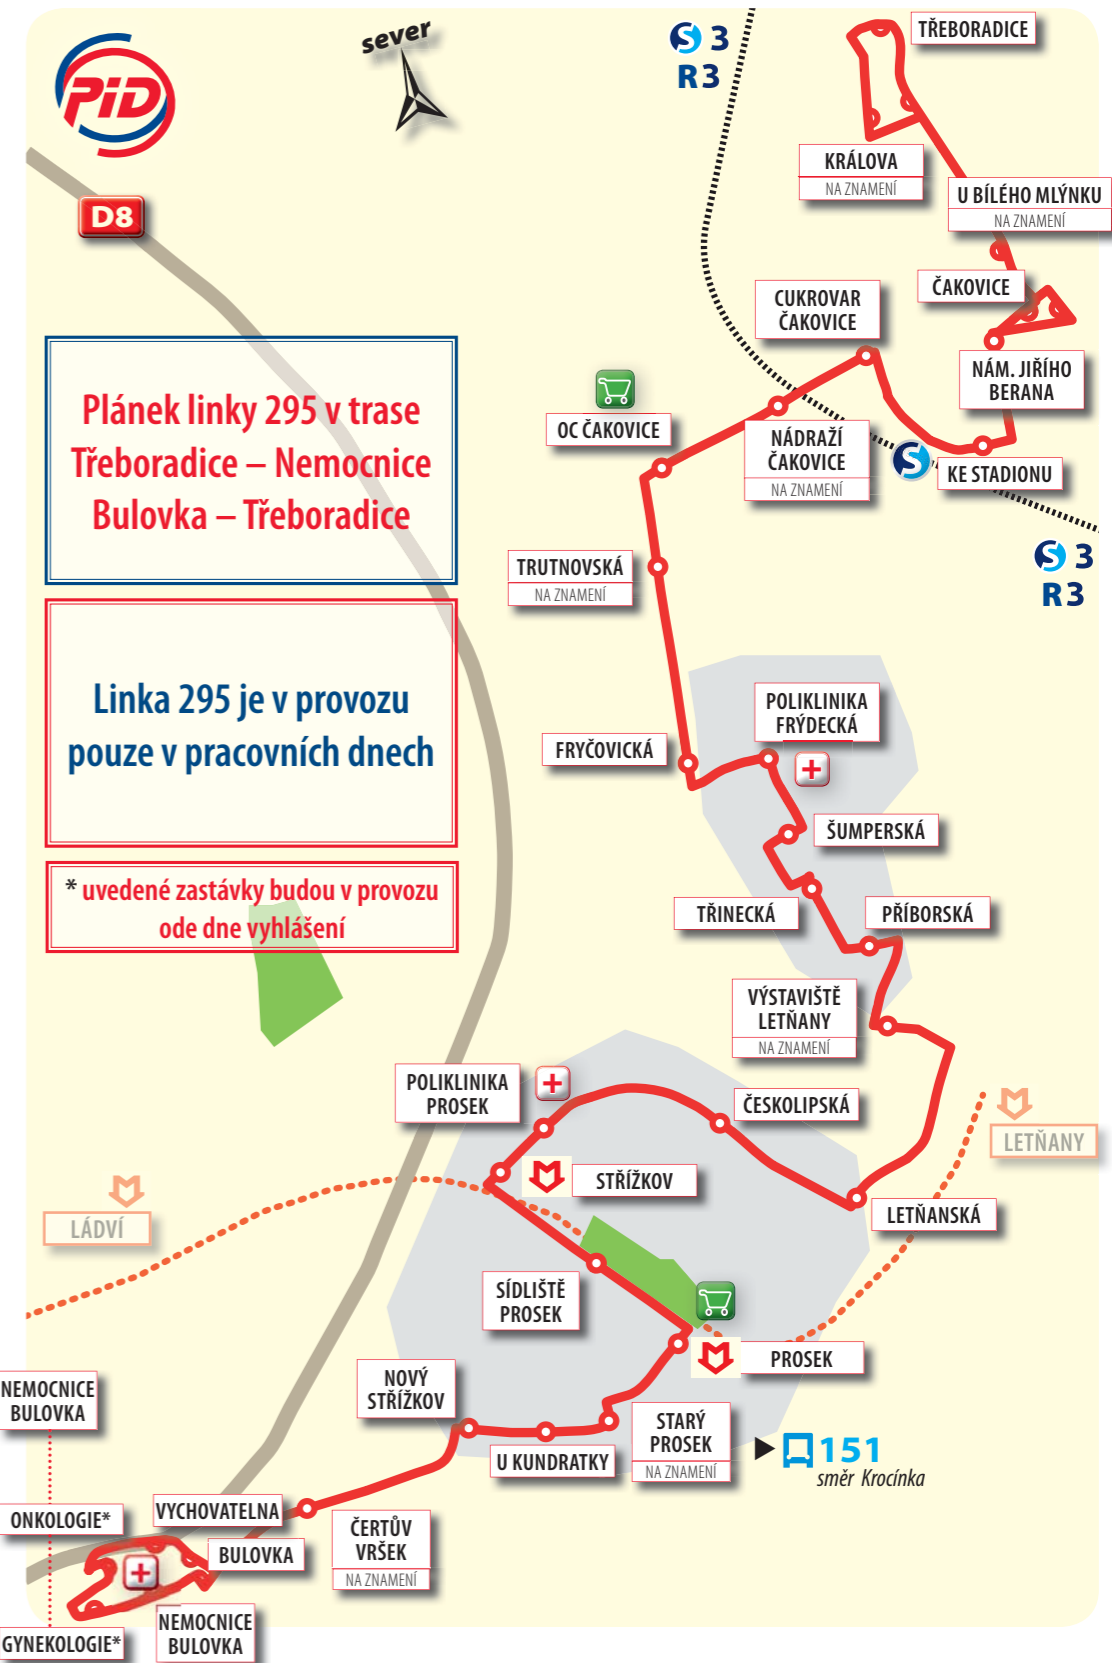 PiD
sever
S 3
R3
TŘEBORADICE
KRÁLOVA
NA ZNAMENÍ
U BÍLÉHO MLÝNKU
NA ZNAMENÍ
D8
ČAKOVICE
CUKROVAR
ČAKOVICE
NÁM. JIŘÍHO
BERANA
Plánek linky 295 v trase
Třeboradice – Nemocnice
Bulovka – Třeboradice
OC ČAKOVICE
NÁDRAŽÍ
ČAKOVICE
NA ZNAMENÍ
S
KE STADIONU
S 3
R3
TRUTNOVSKÁ
NA ZNAMENÍ
Linka 295 je v provozu
pouze v pracovních dnech
POLIKLINIKA
FRÝDECKÁ
FRYČOVICKÁ
ŠUMPERSKÁ
* uvedené zastávky budou v provozu
ode dne vyhlášení
TŘINECKÁ
PŘÍBORSKÁ
VÝSTAVIŠTĚ
LETŇANY
NA ZNAMENÍ
POLIKLINIKA
PROSEK
ČESKOLIPSKÁ
LETŇANY
STŘÍŽKOV
LETŇANSKÁ
LÁDVÍ
SÍDLIŠTĚ
PROSEK
PROSEK
NEMOCNICE
BULOVKA
NOVÝ
STŘÍŽKOV
STARÝ
PROSEK
NA ZNAMENÍ
U KUNDRATKY
151
směr Krocínka
ONKOLOGIE*
VYCHOVATELNA
BULOVKA
ČERTŮV
VRŠEK
NA ZNAMENÍ
GYNEKOLOGIE*
NEMOCNICE
BULOVKA